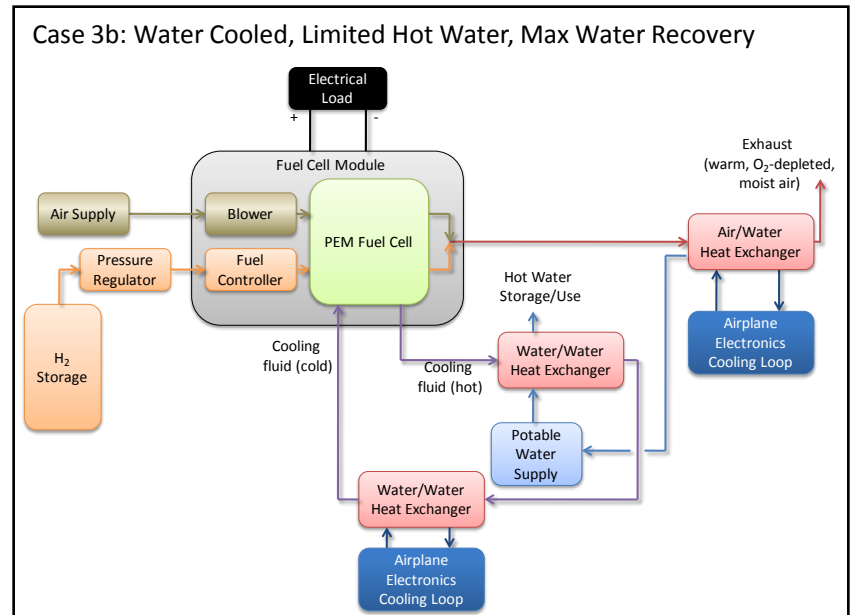 Case 3b: Water Cooled, Limited Hot Water, Max Water Recovery
Electrical
Load
+
-
Fuel Cell Module
Exhaust
(warm, O₂-depleted,
moist air)
Air Supply
Blower
PEM Fuel Cell
Air/Water
Heat Exchanger
Pressure
Regulator
Fuel
Controller
Hot Water
Storage/Use
H₂
Storage
Cooling
fluid (cold)
Cooling
fluid (hot)
Water/Water
Heat Exchanger
Airplane
Electronics
Cooling Loop
Potable
Water
Supply
Water/Water
Heat Exchanger
Airplane
Electronics
Cooling Loop